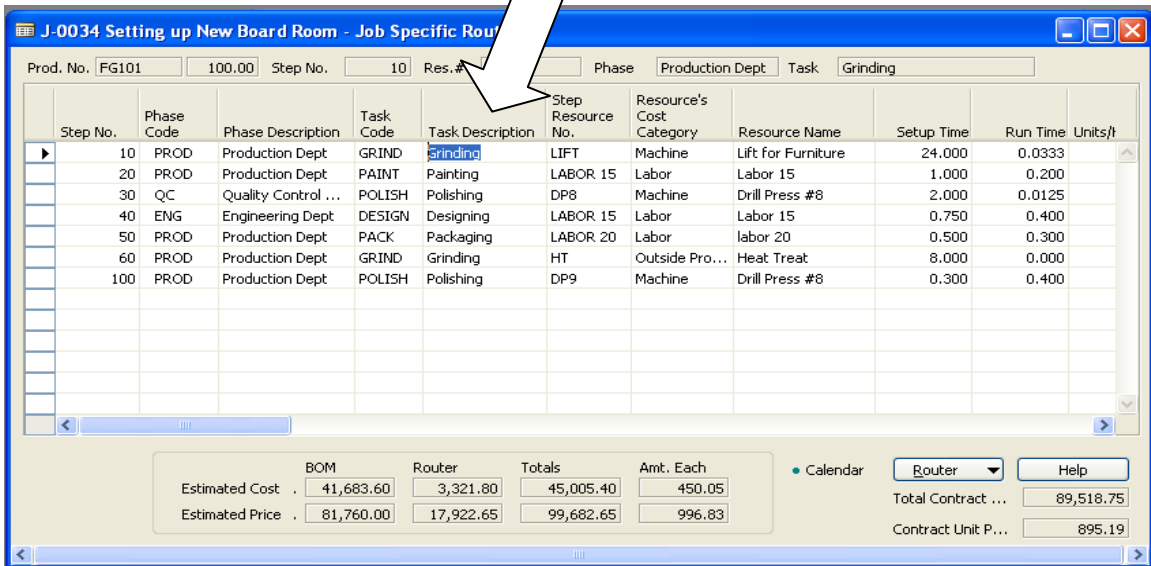 J-0034 Setting up New Board Room - Job Specific Rout
Prod. No. FG101 100.00 Step No. 10 Res.# Phase Production Dept Task Grinding
Step No. Phase Code Phase Description Task Code Task Description Step Resource No. Resource's Cost Category Resource Name Setup Time Run Time Units/H
10 PROD Production Dept GRIND Grinding LIFT Machine Lift for Furniture 24.000 0.0333
20 PROD Production Dept PAINT Painting LABOR 15 Labor Labor 15 1.000 0.200
30 QC Quality Control ... POLISH Polishing DP8 Machine Drill Press #8 2.000 0.0125
40 ENG Engineering Dept DESIGN Designing LABOR 15 Labor Labor 15 0.750 0.400
50 PROD Production Dept PACK Packaging LABOR 20 Labor labor 20 0.500 0.300
60 PROD Production Dept GRIND Grinding HT Outside Pro... Heat Treat 8.000 0.000
100 PROD Production Dept POLISH Polishing DP9 Machine Drill Press #8 0.300 0.400
BOM Router Totals Amt. Each • Calendar Router Help
Estimated Cost . 41,683.60 3,321.80 45,005.40 450.05 Total Contract ... 89,518.75
Estimated Price . 81,760.00 17,922.65 99,682.65 996.83 Contract Unit P... 895.19